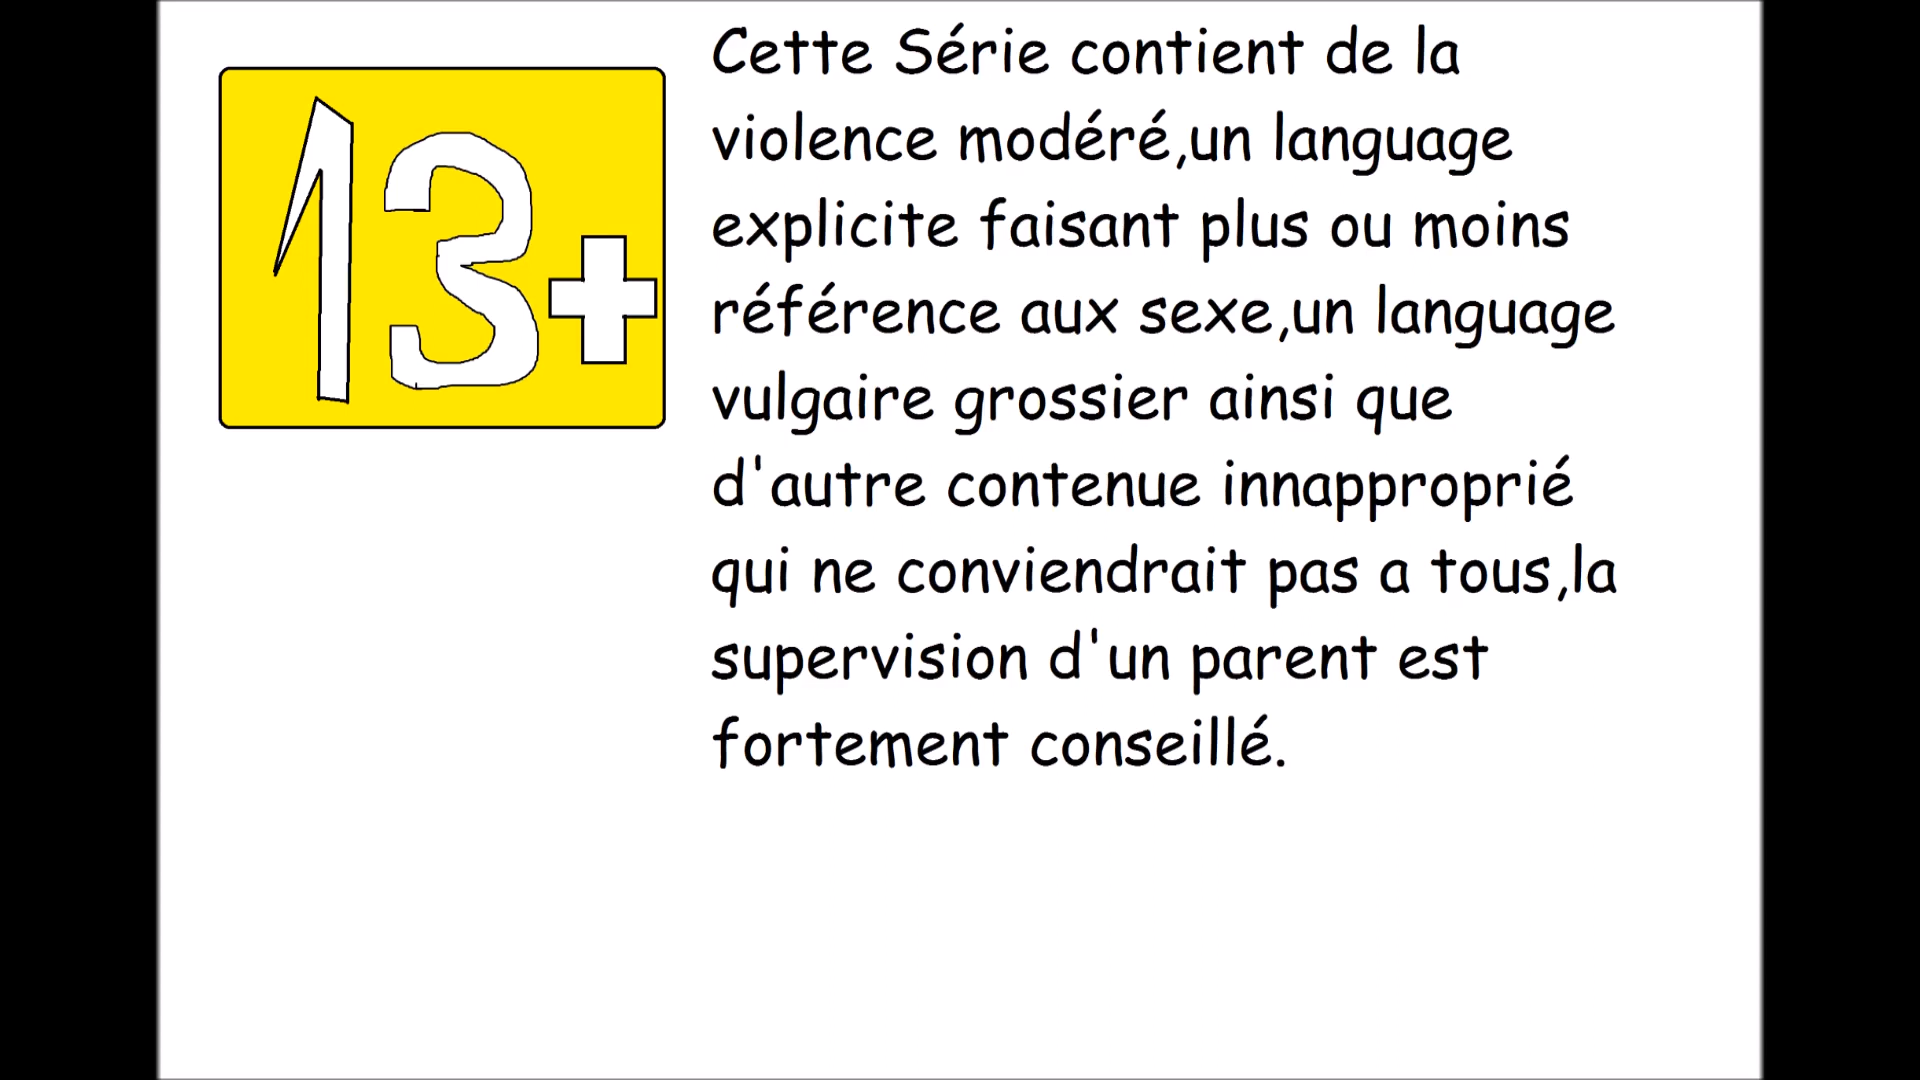 13+
Cette Série contient de la
violence modéré,un language
explicite faisant plus ou moins
référence aux sexe,un language
vulgaire grossier ainsi que
d'autre contenue innapproprié
qui ne conviendrait pas a tous,la
supervision d'un parent est
fortement conseillé.